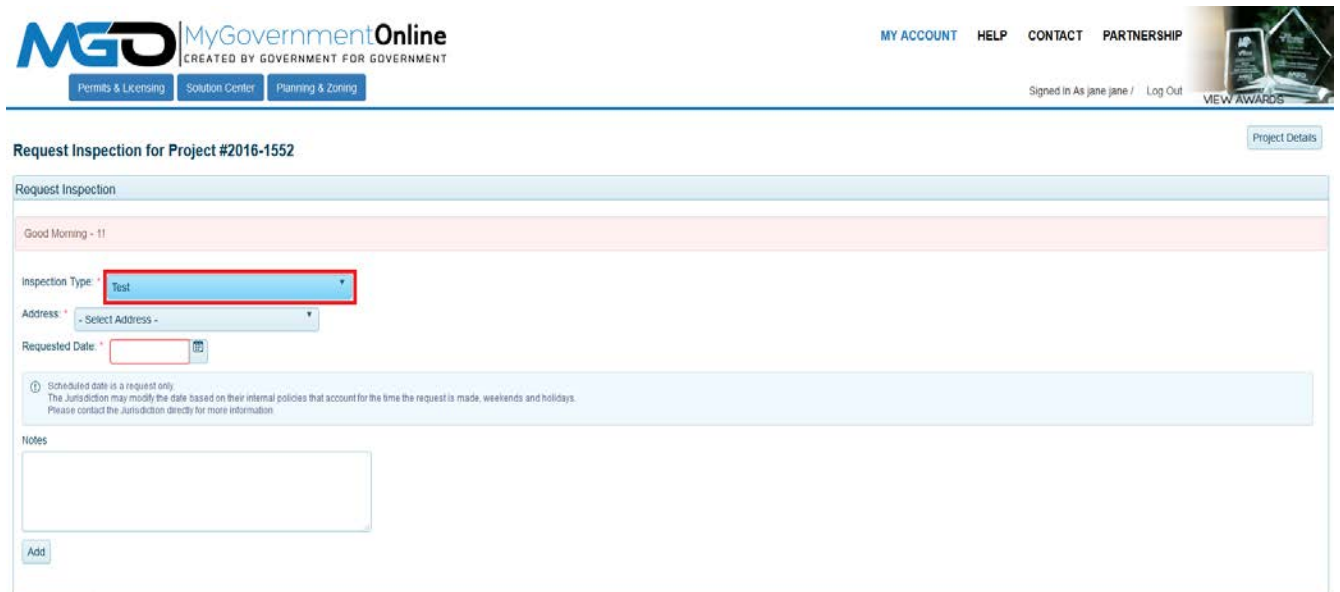 MGO MyGovernmentOnline
CREATED BY GOVERNMENT FOR GOVERNMENT
MY ACCOUNT HELP CONTACT PARTNERSHIP
Permits & Licensing Solution Center Planning & Zoning
Signed In As jane jane / Log Out
VIEW AWARDS
Project Details
Request Inspection for Project #2016-1552
Request Inspection
Good Morning - 1!
Inspection Type: * Test
Address: * - Select Address -
Requested Date: *
Scheduled date is a request only.
The Jurisdiction may modify the date based on their internal policies that account for the time the request is made, weekends and holidays.
Please contact the Jurisdiction directly for more information.
Notes
Add